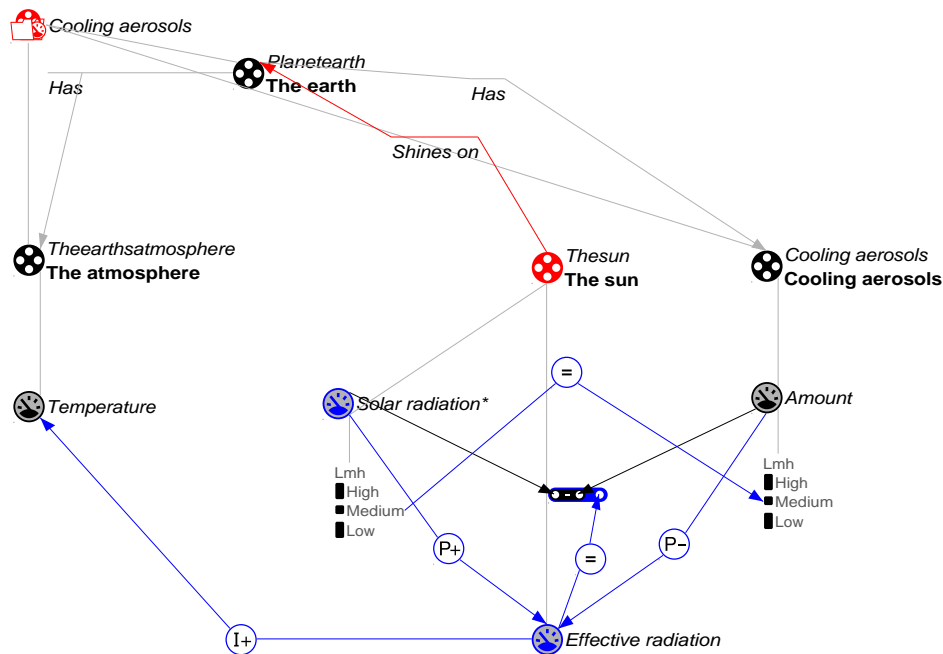 Cooling aerosols
Planetearth
The earth
Has
Has
Shines on
Theearthsatmosphere
The atmosphere
Thesun
The sun
Cooling aerosols
Cooling aerosols
=
Temperature
Solar radiation*
Amount
Lmh
High
Medium
Low
-
Lmh
High
Medium
Low
P+
=
P-
I+
Effective radiation